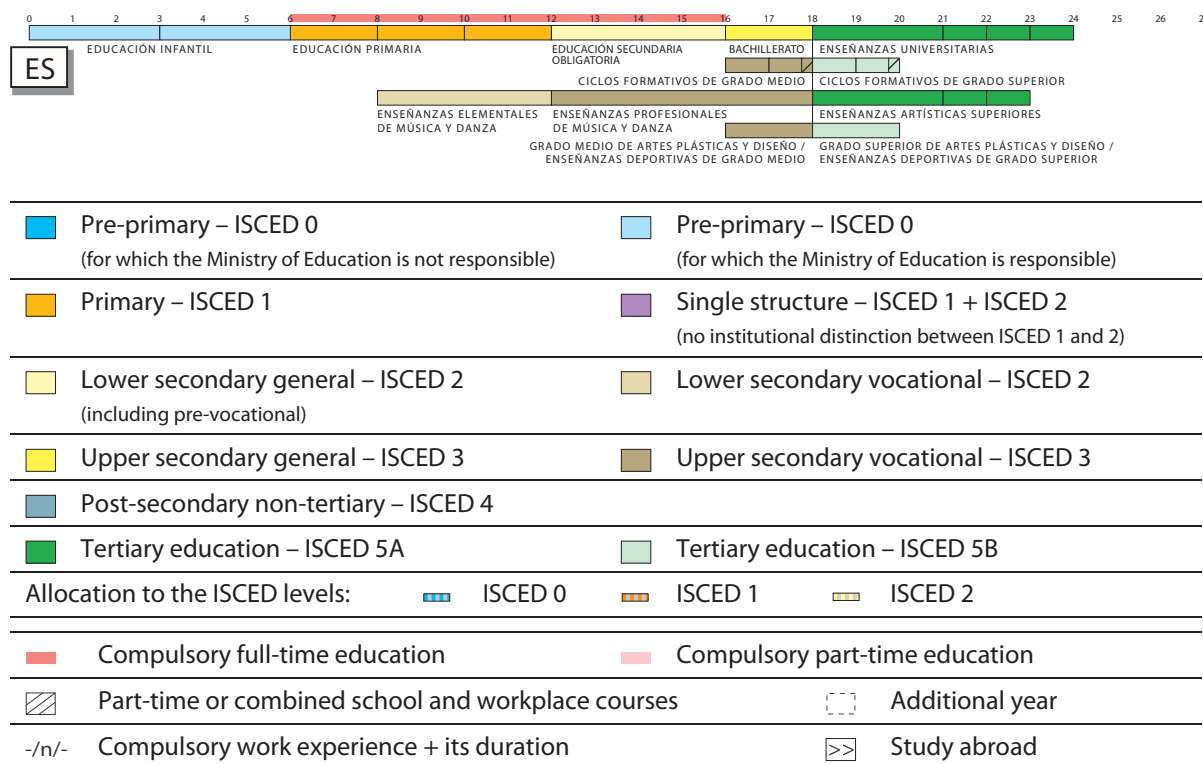 0 1 2 3 4 5 6 7 8 9 10 11 12 13 14 15 16 17 18 19 20 21 22 23 24 25 26
EDUCACIÓN INFANTIL EDUCACIÓN PRIMARIA EDUCACIÓN SECUNDARIA OBLIGATORIA BACHILLERATO ENSEÑANZAS UNIVERSITARIAS
ES
CICLOS FORMATIVOS DE GRADO MEDIO CICLOS FORMATIVOS DE GRADO SUPERIOR
ENSEÑANZAS ELEMENTALES
DE MÚSICA Y DANZA
ENSEÑANZAS PROFESIONALES
DE MÚSICA Y DANZA
ENSEÑANZAS ARTÍSTICAS SUPERIORES
GRADO MEDIO DE ARTES PLÁSTICAS Y DISEÑO /
ENSEÑANZAS DEPORTIVAS DE GRADO MEDIO
GRADO SUPERIOR DE ARTES PLÁSTICAS Y DISEÑO /
ENSEÑANZAS DEPORTIVAS DE GRADO SUPERIOR
Pre-primary – ISCED 0
(for which the Ministry of Education is not responsible)
Pre-primary – ISCED 0
(for which the Ministry of Education is responsible)
Primary – ISCED 1
Single structure – ISCED 1 + ISCED 2
(no institutional distinction between ISCED 1 and 2)
Lower secondary general – ISCED 2
(including pre-vocational)
Lower secondary vocational – ISCED 2
Upper secondary general – ISCED 3
Upper secondary vocational – ISCED 3
Post-secondary non-tertiary – ISCED 4
Tertiary education – ISCED 5A
Tertiary education – ISCED 5B
Allocation to the ISCED levels: ISCED 0 ISCED 1 ISCED 2
Compulsory full-time education
Compulsory part-time education
Part-time or combined school and workplace courses
Additional year
-/n/- Compulsory work experience + its duration
>> Study abroad